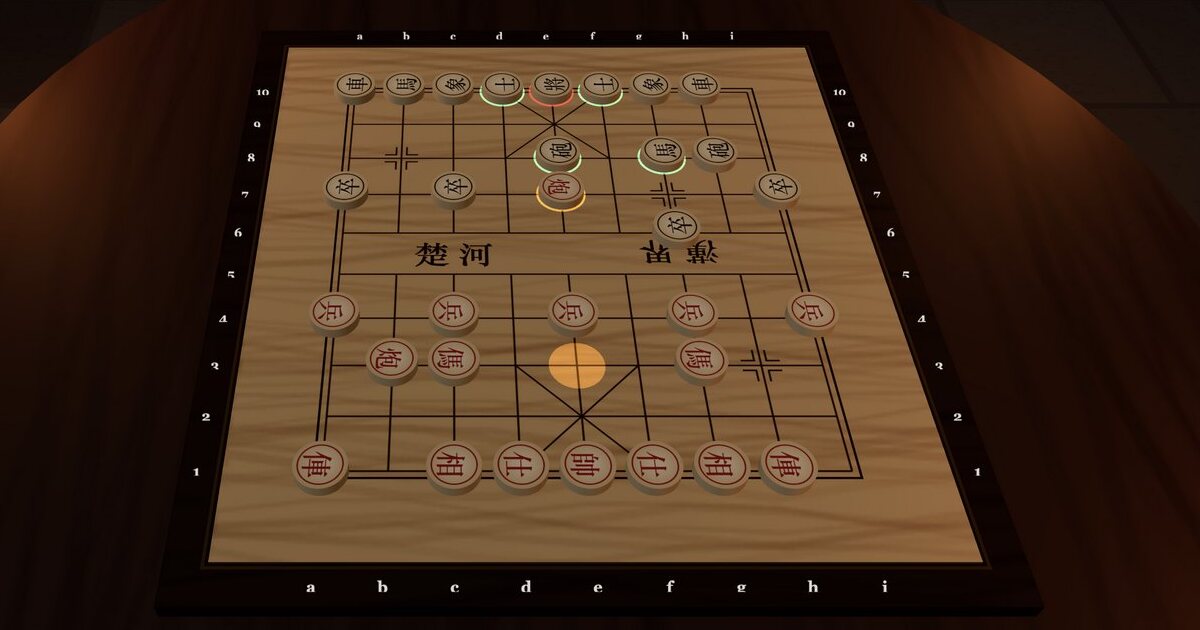 a b c d e f g h i
10 車 馬 象 士 將 士 象 車 10
9 9
8 砲 馬 砲 8
7 卒 卒 炮 卒 7
6 卒 6
楚河 漢界
5 5
4 兵 兵 兵 兵 兵 4
3 炮 傌 傌 3
2 2
1 俥 相 仕 帥 仕 相 俥 1
a b c d e f g h i